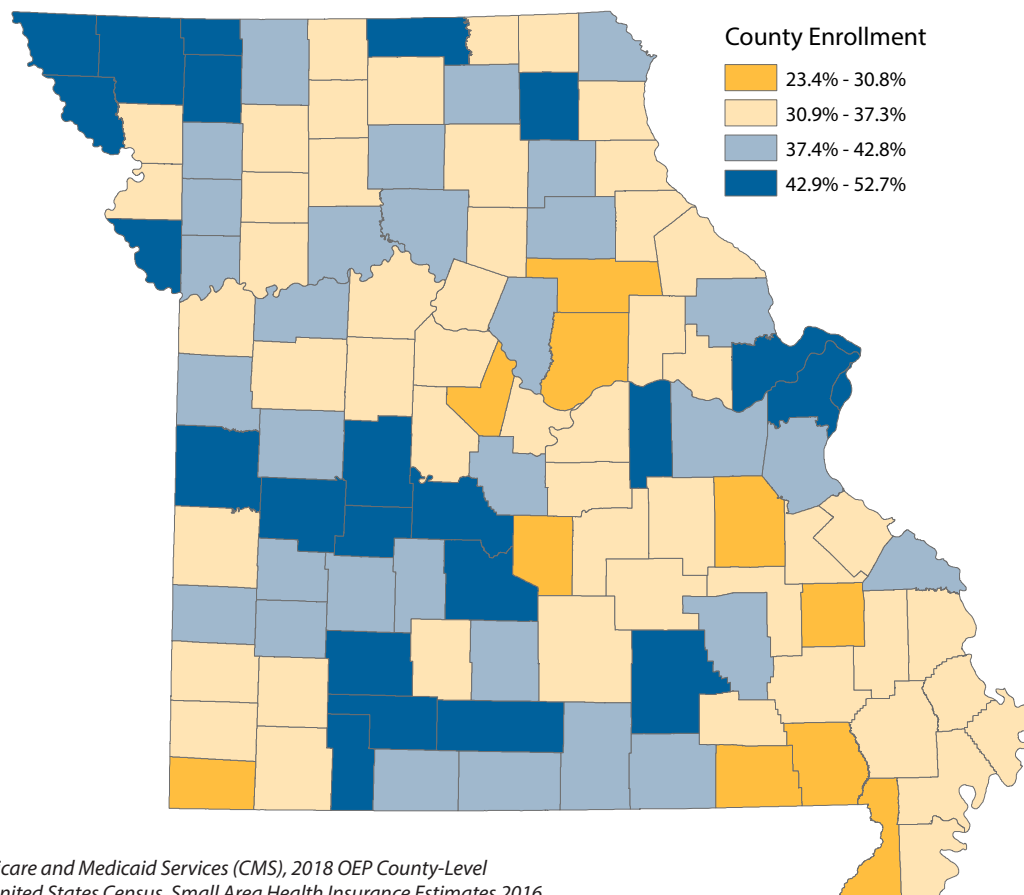 County Enrollment
23.4% - 30.8%
30.9% - 37.3%
37.4% - 42.8%
42.9% - 52.7%
icare and Medicaid Services (CMS), 2018 OEP County-Level
nited States Census, Small Area Health Insurance Estimates 2016